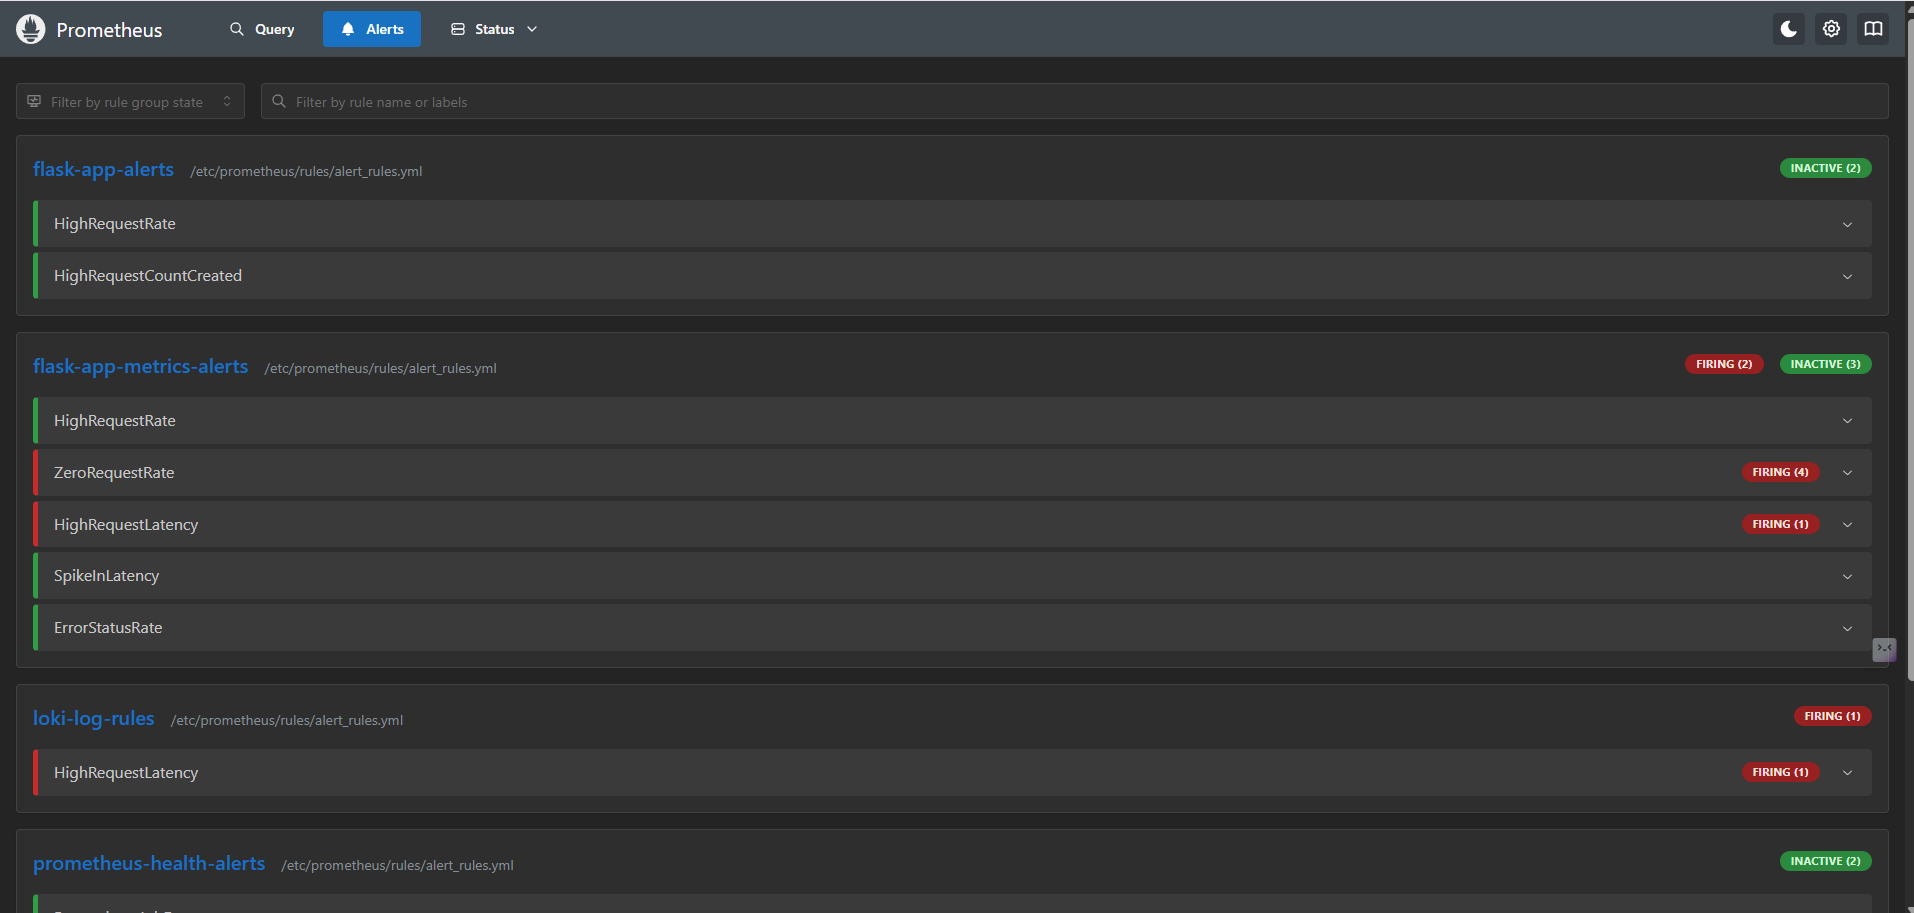 Prometheus Query Alerts Status
Filter by rule group state Filter by rule name or labels
flask-app-alerts /etc/prometheus/rules/alert_rules.yml INACTIVE (2)
HighRequestRate
HighRequestCountCreated
flask-app-metrics-alerts /etc/prometheus/rules/alert_rules.yml FIRING (2) INACTIVE (3)
HighRequestRate
ZeroRequestRate FIRING (4)
HighRequestLatency FIRING (1)
SpikeInLatency
ErrorStatusRate
loki-log-rules /etc/prometheus/rules/alert_rules.yml FIRING (1)
HighRequestLatency FIRING (1)
prometheus-health-alerts /etc/prometheus/rules/alert_rules.yml INACTIVE (2)